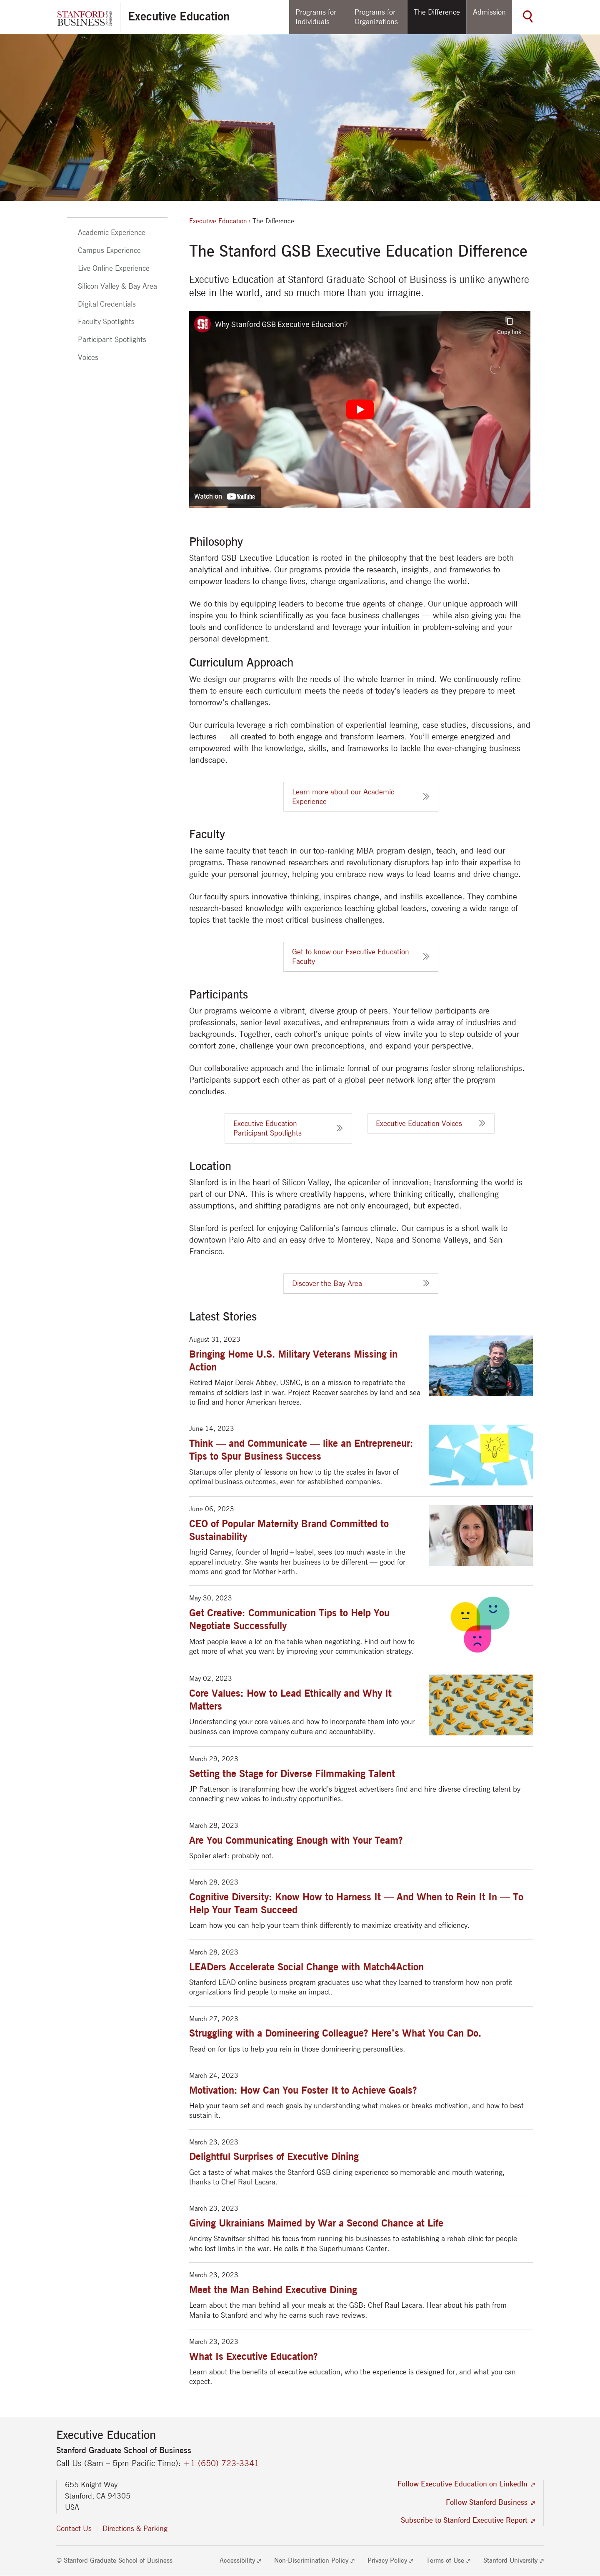 STANFORD
BUSINESS
Executive Education
Programs for
Individuals
Programs for
Organizations
The Difference
Admission
Executive Education › The Difference
Academic Experience
Campus Experience
Live Online Experience
Silicon Valley & Bay Area
Digital Credentials
Faculty Spotlights
Participant Spotlights
Voices
The Stanford GSB Executive Education Difference
Executive Education at Stanford Graduate School of Business is unlike anywhere
else in the world, and so much more than you imagine.
Why Stanford GSB Executive Education?
Copy link
Watch on YouTube
Philosophy
Stanford GSB Executive Education is rooted in the philosophy that the best leaders are both
analytical and intuitive. Our programs provide the research, insights, and frameworks to
empower leaders to change lives, change organizations, and change the world.
We do this by equipping leaders to become true agents of change. Our unique approach will
inspire you to think scientifically as you face business challenges — while also giving you the
tools and confidence to understand and leverage your intuition in problem-solving and your
personal development.
Curriculum Approach
We design our programs with the needs of the whole learner in mind. We continuously refine
them to ensure each curriculum meets the needs of today's leaders as they prepare to meet
tomorrow's challenges.
Our curricula leverage a rich combination of experiential learning, case studies, discussions, and
lectures — all created to both engage and transform learners. You'll emerge energized and
empowered with the knowledge, skills, and frameworks to tackle the ever-changing business
landscape.
Learn more about our Academic
Experience
Faculty
The same faculty that teach in our top-ranking MBA program design, teach, and lead our
programs. These renowned researchers and revolutionary disruptors tap into their expertise to
guide your personal journey, helping you embrace new ways to lead teams and drive change.
Our faculty spurs innovative thinking, inspires change, and instills excellence. They combine
research-based knowledge with experience teaching global leaders, covering a wide range of
topics that tackle the most critical business challenges.
Get to know our Executive Education
Faculty
Participants
Our programs welcome a vibrant, diverse group of peers. Your fellow participants are
professionals, senior-level executives, and entrepreneurs from a wide array of industries and
backgrounds. Together, each cohort's unique points of view invite you to step outside of your
comfort zone, challenge your own preconceptions, and expand your perspective.
Our collaborative approach and the intimate format of our programs foster strong relationships.
Participants support each other as part of a global peer network long after the program
concludes.
Executive Education
Participant Spotlights
Executive Education Voices
Location
Stanford is in the heart of Silicon Valley, the epicenter of innovation; transforming the world is
part of our DNA. This is where creativity happens, where thinking critically, challenging
assumptions, and shifting paradigms are not only encouraged, but expected.
Stanford is perfect for enjoying California's famous climate. Our campus is a short walk to
downtown Palo Alto and an easy drive to Monterey, Napa and Sonoma Valleys, and San
Francisco.
Discover the Bay Area
Latest Stories
August 31, 2023
Bringing Home U.S. Military Veterans Missing in
Action
Retired Major Derek Abbey, USMC, is on a mission to repatriate the
remains of soldiers lost in war. Project Recover searches by land and sea
to find and honor American heroes.
June 14, 2023
Think — and Communicate — like an Entrepreneur:
Tips to Spur Business Success
Startups offer plenty of lessons on how to tip the scales in favor of
optimal business outcomes, even for established companies.
June 06, 2023
CEO of Popular Maternity Brand Committed to
Sustainability
Ingrid Carney, founder of Ingrid+Isabel, sees too much waste in the
apparel industry. She wants her business to be different — good for
moms and good for Mother Earth.
May 30, 2023
Get Creative: Communication Tips to Help You
Negotiate Successfully
Most people leave a lot on the table when negotiating. Find out how to
get more of what you want by improving your communication strategy.
May 02, 2023
Core Values: How to Lead Ethically and Why It
Matters
Understanding your core values and how to incorporate them into your
business can improve company culture and accountability.
March 29, 2023
Setting the Stage for Diverse Filmmaking Talent
JP Patterson is transforming how the world's biggest advertisers find and hire diverse directing talent by
connecting new voices to industry opportunities.
March 28, 2023
Are You Communicating Enough with Your Team?
Spoiler alert: probably not.
March 28, 2023
Cognitive Diversity: Know How to Harness It — And When to Rein It In — To
Help Your Team Succeed
Learn how you can help your team think differently to maximize creativity and efficiency.
March 28, 2023
LEADers Accelerate Social Change with Match4Action
Stanford LEAD online business program graduates use what they learned to transform how non-profit
organizations find people to make an impact.
March 27, 2023
Struggling with a Domineering Colleague? Here's What You Can Do.
Read on for tips to help you rein in those domineering personalities.
March 24, 2023
Motivation: How Can You Foster It to Achieve Goals?
Help your team set and reach goals by understanding what makes or breaks motivation, and how to best
sustain it.
March 23, 2023
Delightful Surprises of Executive Dining
Get a taste of what makes the Stanford GSB dining experience so memorable and mouth watering,
thanks to Chef Raul Lacara.
March 23, 2023
Giving Ukrainians Maimed by War a Second Chance at Life
Andrey Stavnitser shifted his focus from running his businesses to establishing a rehab clinic for people
who lost limbs in the war. He calls it the Superhumans Center.
March 23, 2023
Meet the Man Behind Executive Dining
Learn about the man behind all your meals at the GSB: Chef Raul Lacara. Hear about his path from
Manila to Stanford and why he earns such rave reviews.
March 23, 2023
What Is Executive Education?
Learn about the benefits of executive education, who the experience is designed for, and what you can
expect.
Executive Education
Stanford Graduate School of Business
Call Us (8am – 5pm Pacific Time): +1 (650) 723-3341
655 Knight Way
Stanford, CA 94305
USA
Contact Us
Directions & Parking
Follow Executive Education on LinkedIn
Follow Stanford Business
Subscribe to Stanford Executive Report
© Stanford Graduate School of Business
Accessibility
Non-Discrimination Policy
Privacy Policy
Terms of Use
Stanford University